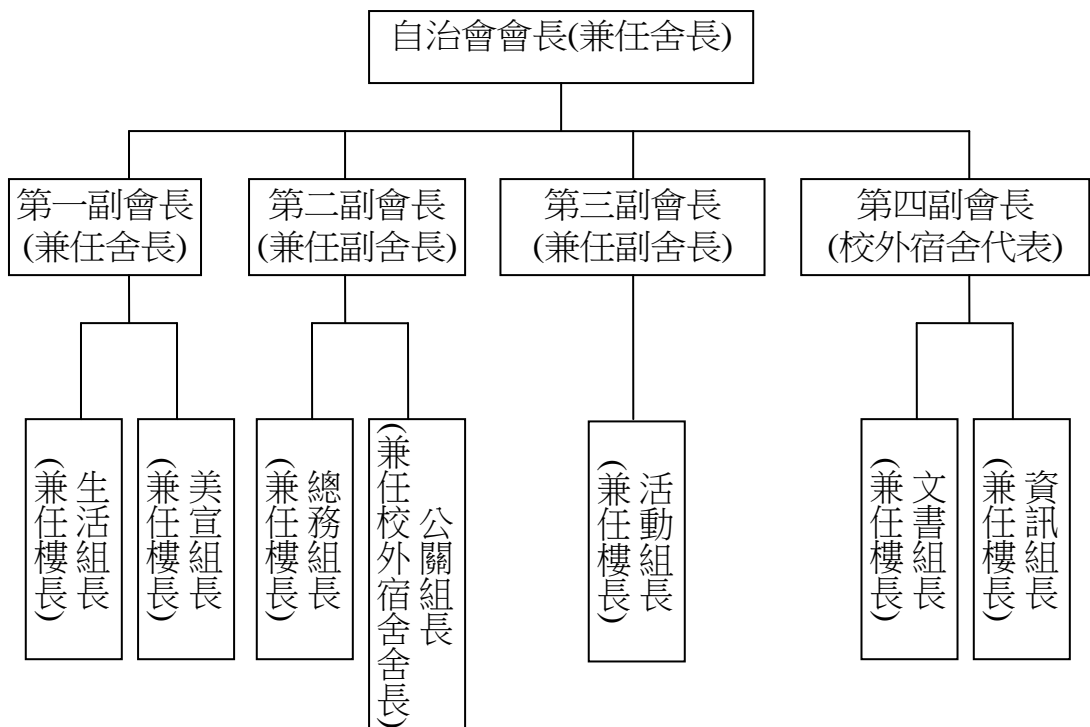 自治會會長(兼任舍長)
第一副會長
(兼任舍長)
第二副會長
(兼任副舍長)
第三副會長
(兼任副舍長)
第四副會長
(校外宿舍代表)
生活組長
(兼任樓長)
美宣組長
(兼任樓長)
總務組長
(兼任樓長)
公關組長
(兼任校外宿舍舍長)
活動組長
(兼任樓長)
文書組長
(兼任樓長)
資訊組長
(兼任樓長)